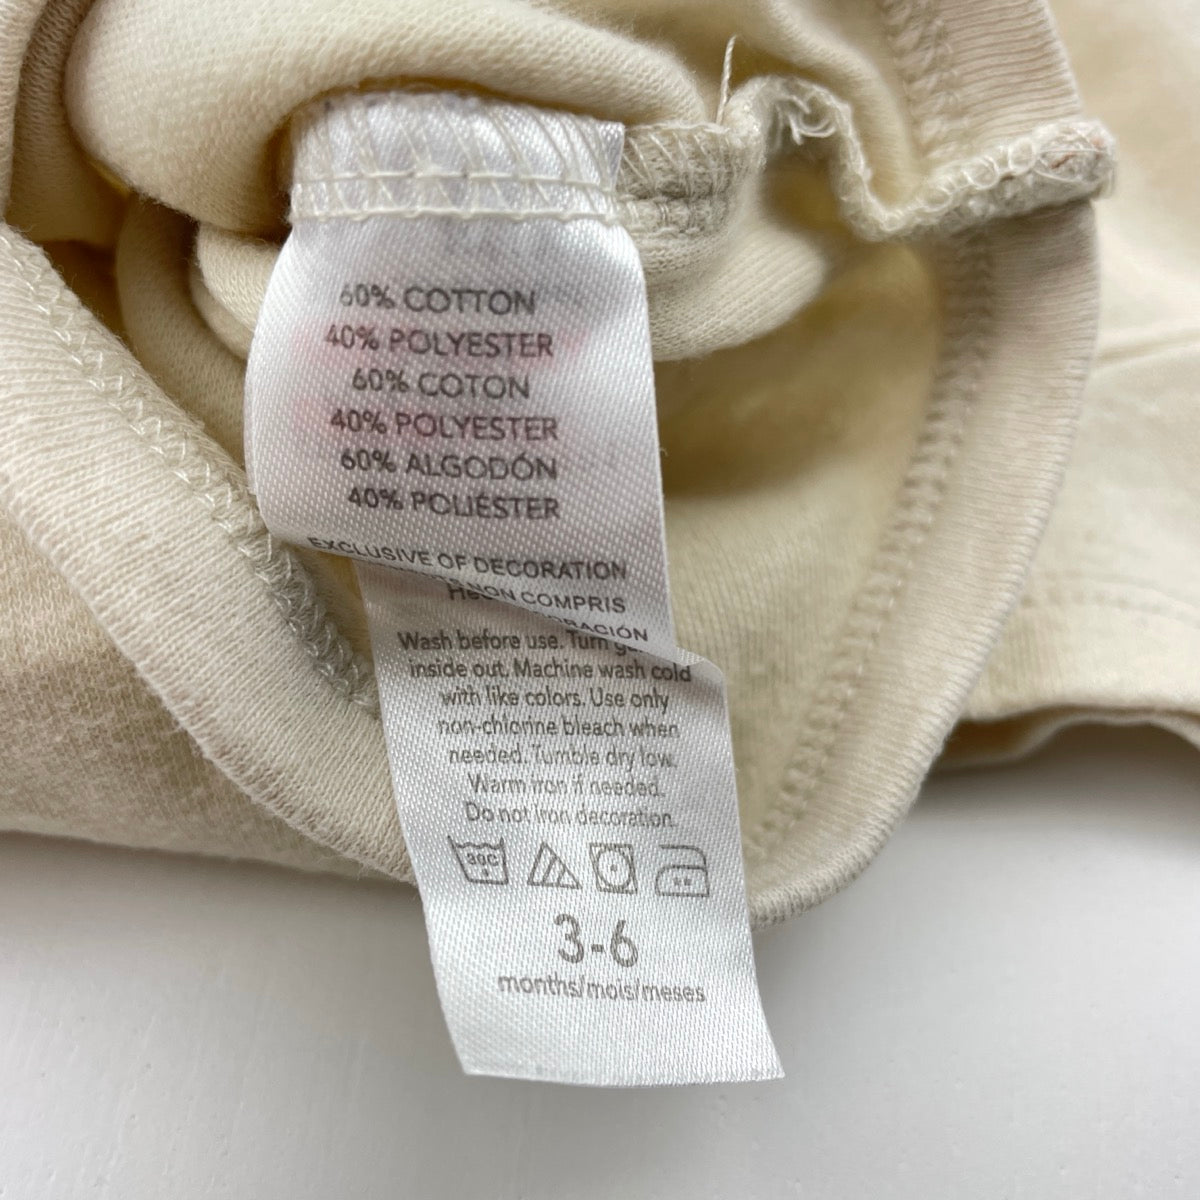 60% COTTON
40% POLYESTER
60% COTON
40% POLYESTER
60% ALGODÓN
40% POLIÉSTER
EXCLUSIVE OF DECORATION
NON COMPRIS
Wash before use. Turn
inside out. Machine wash cold
with like colors. Use only
non-chlorine bleach when
needed. Tumble dry low.
Warm iron if needed.
Do not iron decoration.
30C
3-6
months/mois/meses